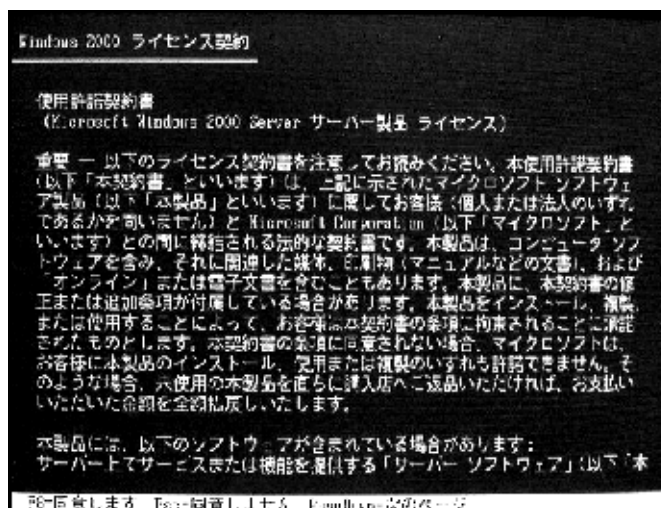 Windows 2000 ライセンス契約
使用許諾契約書
(Microsoft Windows 2000 Server サーバー製品 ライセンス)
重要 — 以下のライセンス契約書を注意してお読みください。本使用許諾契約書
(以下「本契約書」といいます)は、上記に示されたマイクロソフト ソフトウェ
ア製品(以下「本製品」といいます)に関してお客様(個人または法人のいずれ
であるかを問いません)と Microsoft Corporation (以下「マイクロソフト」と
いいます)との間に締結される法的な契約書です。本製品は、コンピュータ ソフ
トウェアを含み、それに関連した媒体、印刷物(マニュアルなどの文書)、および
「オンライン」または電子文書を含むこともあります。本製品に、本契約書の修
正または追加条項が付属している場合があります。本製品をインストール、複製、
または使用することによって、お客様は本契約書の条項に拘束されることに承諾
されたものとします。本契約書の条項に同意されない場合、マイクロソフトは、
お客様に本製品のインストール、使用または複製のいずれも許諾できません。そ
のような場合、未使用の本製品を直ちに購入店へご返品いただければ、お支払い
いただいた金額を全額払戻しいたします。
本製品には、以下のソフトウェアが含まれている場合があります:
サーバー上でサービスまたは機能を提供する「サーバー ソフトウェア」(以下「本
F8=同意します Esc=同意しません PageDown=次のページ